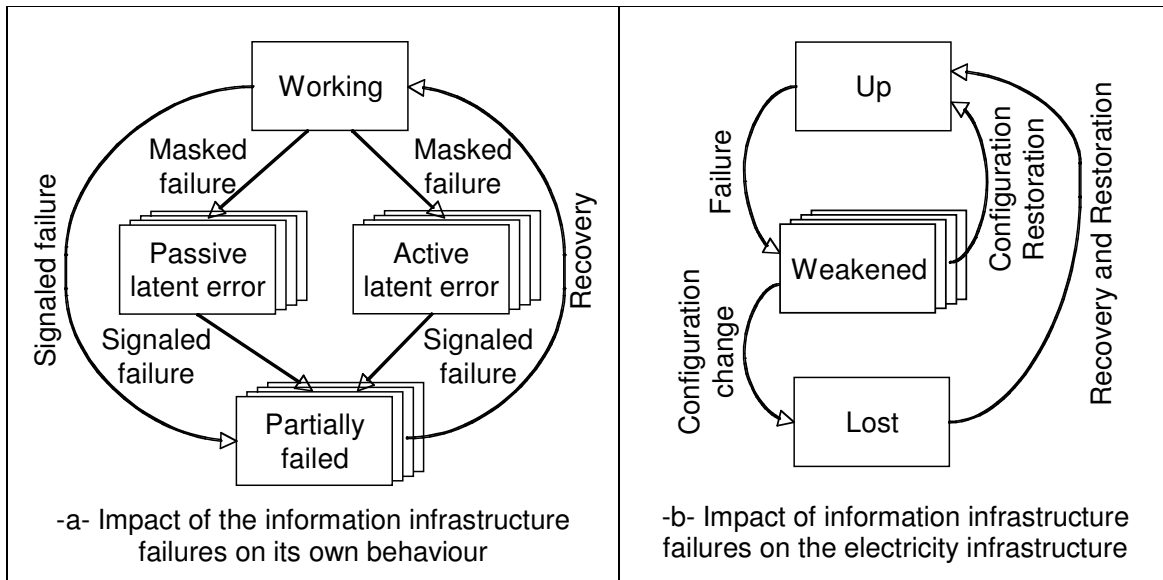 Working
Masked
failure
Masked
failure
Signaled failure
Recovery
Passive
latent error
Active
latent error
Signaled
failure
Signaled
failure
Partially
failed
-a- Impact of the information infrastructure
failures on its own behaviour
Up
Failure
Configuration
Restoration
Recovery and Restoration
Weakened
Configuration
change
Lost
-b- Impact of information infrastructure
failures on the electricity infrastructure